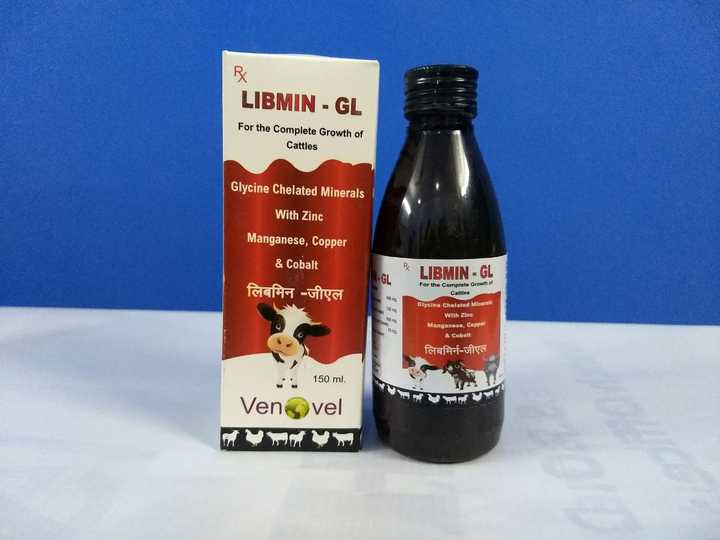 Rx
LIBMIN - GL
For the Complete Growth of
Cattles
Glycine Chelated Minerals
With Zinc
Manganese, Copper
& Cobalt
लिबमिन -जीएल
150 ml.
Venovel
Rx
LIBMIN - GL
For the Complete Growth of
Cattles
Glycine Chelated Minerals
With Zinc
Manganese, Copper
& Cobalt
लिबमिर्न-जीएल
- GL